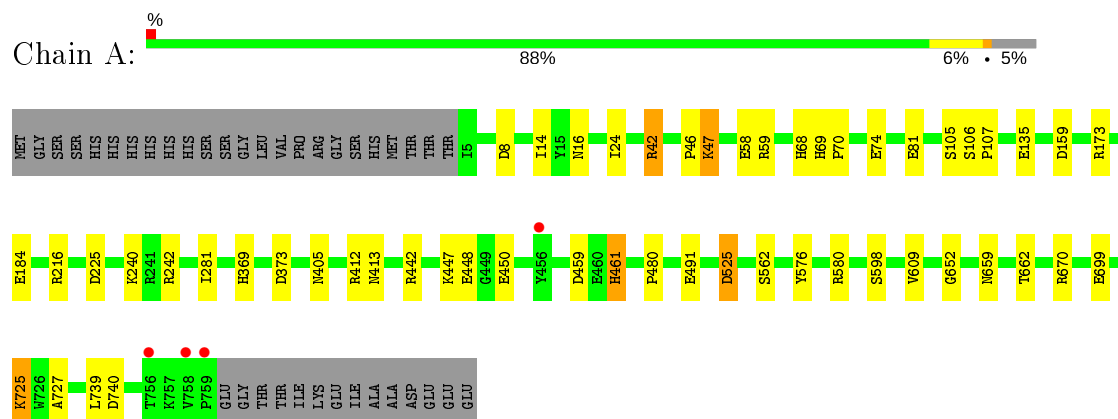 %
Chain A:
88% 6% • 5%
MET GLY SER SER HIS HIS HIS HIS HIS HIS SER SER GLY LEU VAL PRO ARG GLY SER HIS MET THR THR THR I5 D8 I14 Y15 N16 I24 R42 P46 K47 E58 R59 H68 H69 P70 E74 E81 S105 S106 P107 E135 D159 R173
E184 R216 D225 K240 R241 R242 I281 H369 D373 N405 R412 N413 R442 K447 E448 G449 E450 Y456 D459 E460 H461 P480 E491 D525 S562 Y576 R580 S598 V609 G652 N659 T662 R670 E699
K725 W726 A727 L739 D740 T756 K757 V758 P759 GLU GLY THR THR ILE LYS GLU ILE ALA ALA ASP GLU GLU GLU